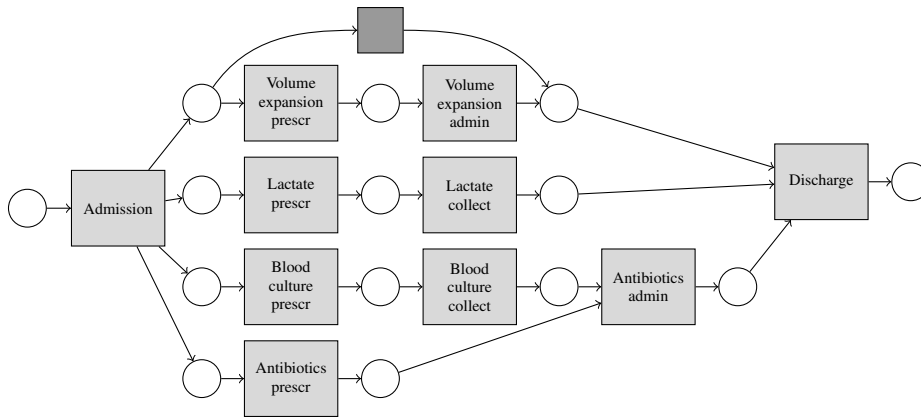 Volume
expansion
prescr
Volume
expansion
admin
Admission
Lactate
prescr
Lactate
collect
Discharge
Blood
culture
prescr
Blood
culture
collect
Antibiotics
admin
Antibiotics
prescr